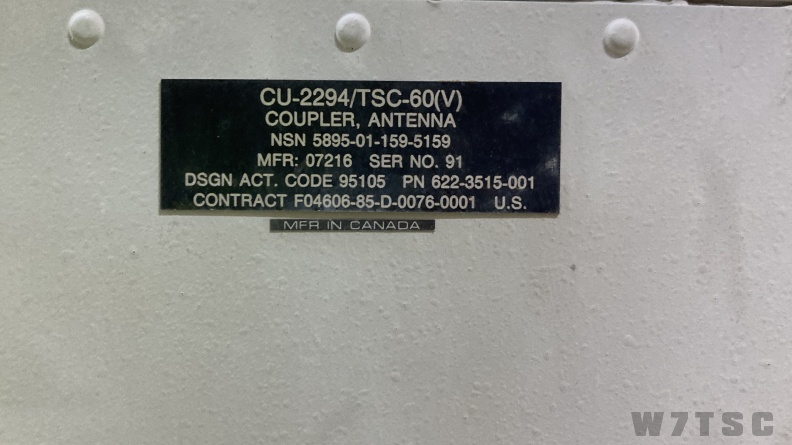 CU-2294/TSC-60(V)
COUPLER, ANTENNA
NSN 5895-01-159-5159
MFR: 07216 SER NO. 91
DSGN ACT. CODE 95105 PN 622-3515-001
CONTRACT F04606-85-D-0076-0001 U.S.
MFR IN CANADA
W7TSC